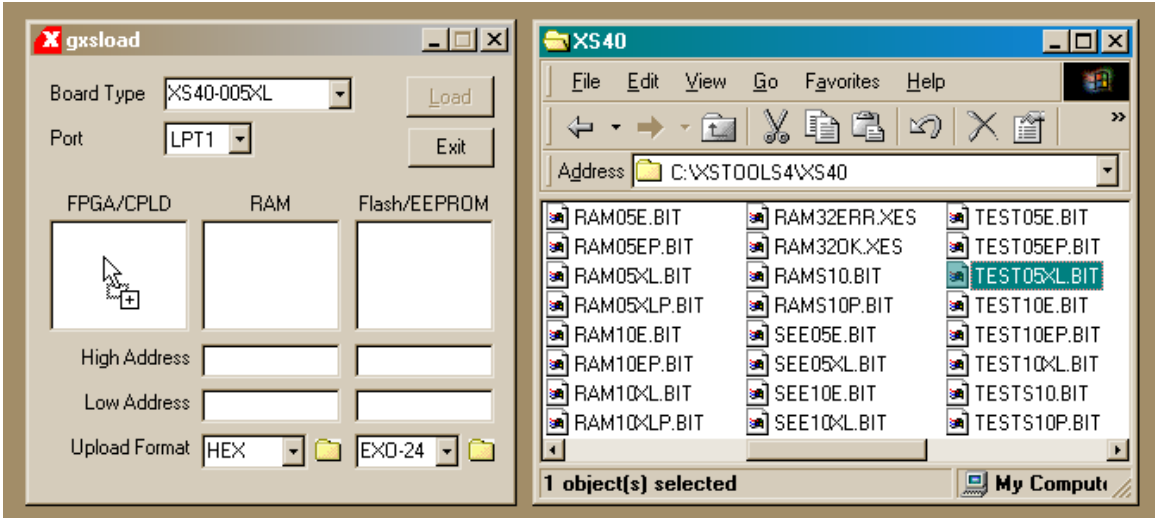 gxsload
Board Type XS40-005XL Load
Port LPT1 Exit
FPGA/CPLD RAM Flash/EEPROM
High Address
Low Address
Upload Format HEX EXO-24
XS40
File Edit View Go Favorites Help
Address C:\XSTOOLS4\XS40
RAM05E.BIT RAM32ERR.XES TEST05E.BIT
RAM05EP.BIT RAM32OK.XES TEST05EP.BIT
RAM05XL.BIT RAMS10.BIT TEST05XL.BIT
RAM05XLP.BIT RAMS10P.BIT TEST10E.BIT
RAM10E.BIT SEE05E.BIT TEST10EP.BIT
RAM10EP.BIT SEE05XL.BIT TEST10XL.BIT
RAM10XL.BIT SEE10E.BIT TESTS10.BIT
RAM10XLP.BIT SEE10XL.BIT TESTS10P.BIT
1 object(s) selected My Compute